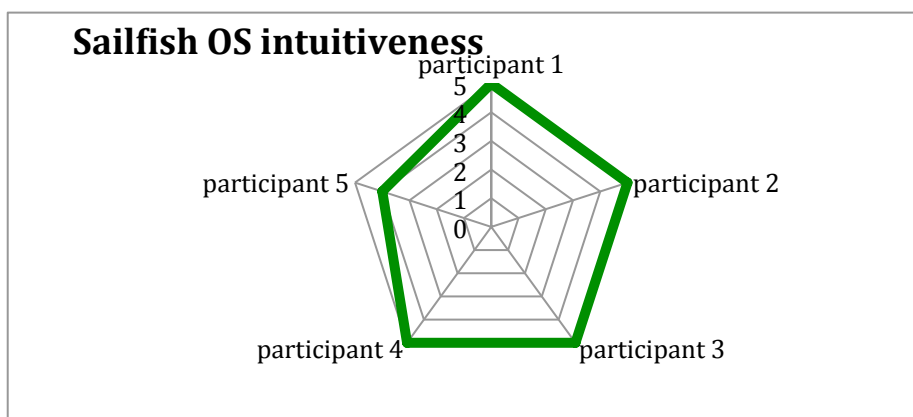 Sailfish OS intuitiveness
participant 1
5
4
3
2
1
0
participant 5
participant 2
participant 4
participant 3